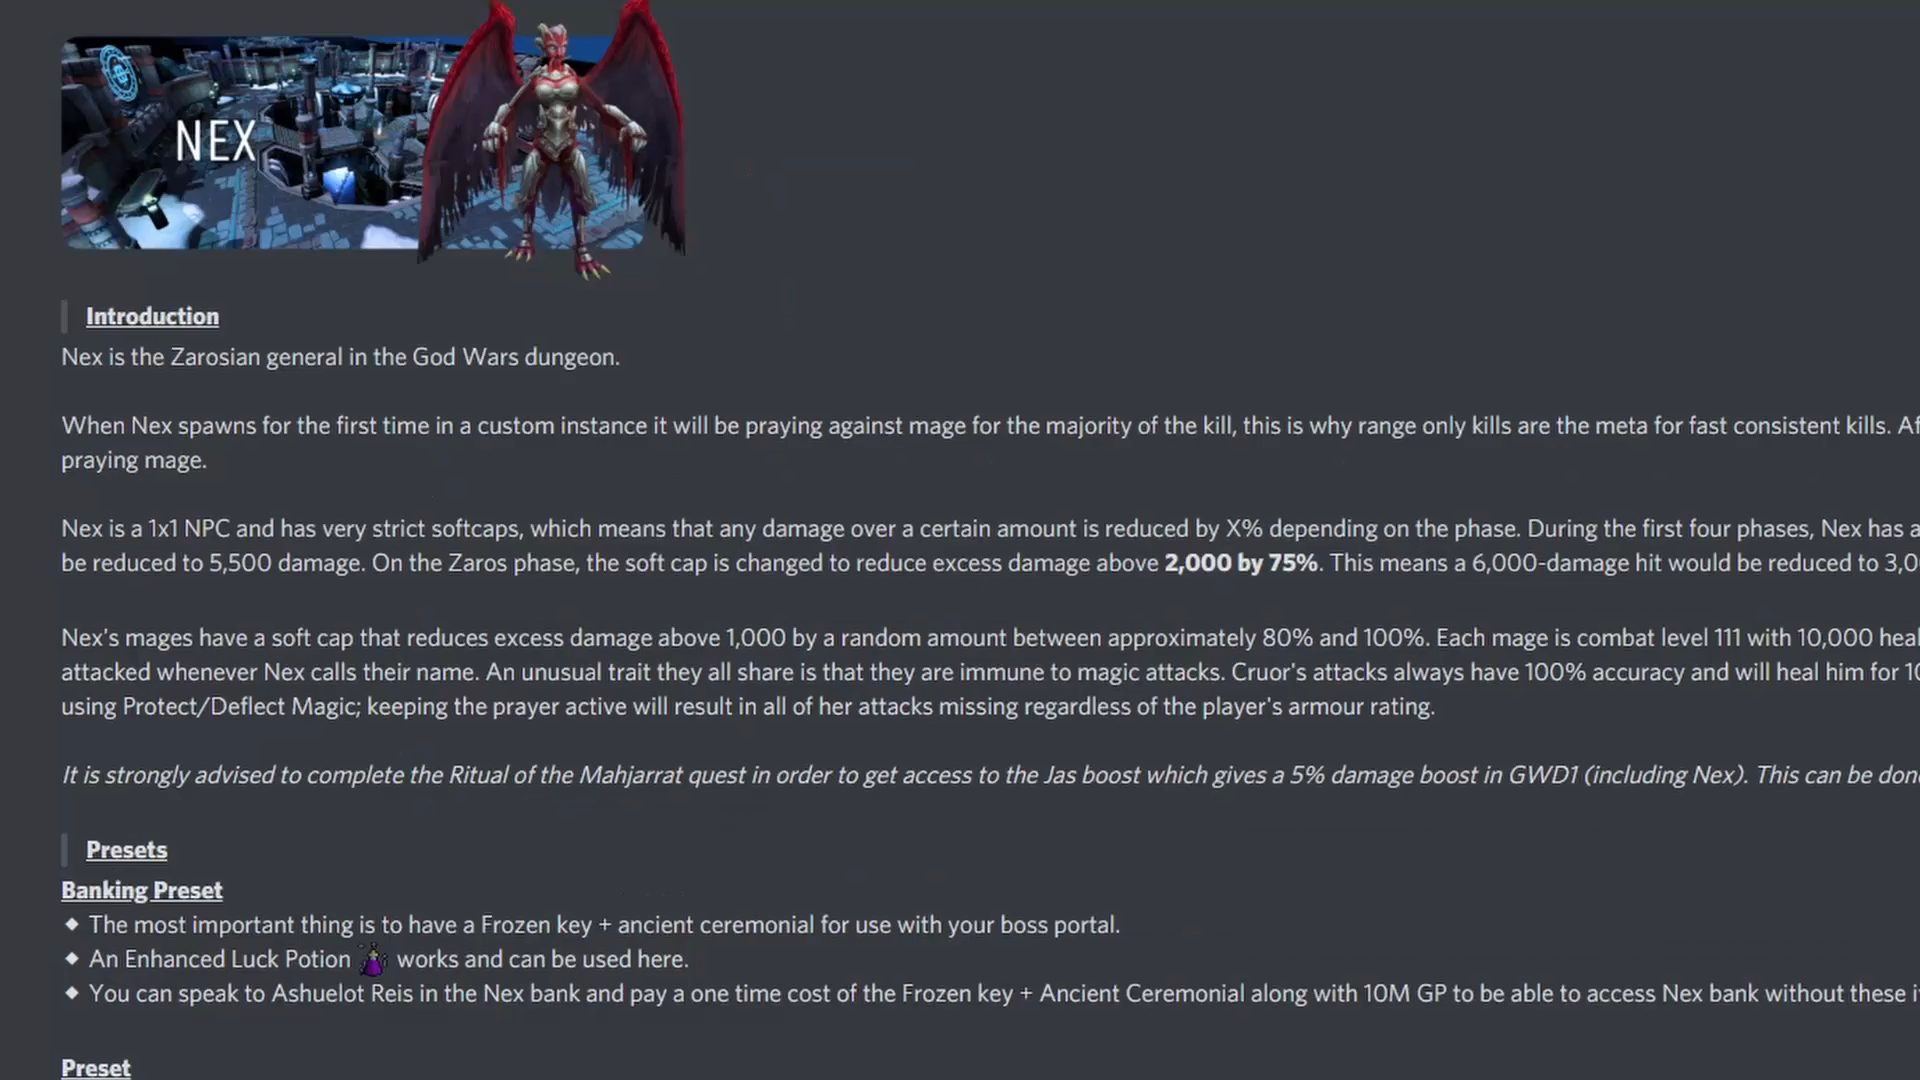 NEX
Introduction
Nex is the Zarosian general in the God Wars dungeon.
When Nex spawns for the first time in a custom instance it will be praying against mage for the majority of the kill, this is why range only kills are the meta for fast consistent kills. Af
praying mage.
Nex is a 1x1 NPC and has very strict softcaps, which means that any damage over a certain amount is reduced by X% depending on the phase. During the first four phases, Nex has a
be reduced to 5,500 damage. On the Zaros phase, the soft cap is changed to reduce excess damage above 2,000 by 75%. This means a 6,000-damage hit would be reduced to 3,0
Nex's mages have a soft cap that reduces excess damage above 1,000 by a random amount between approximately 80% and 100%. Each mage is combat level 111 with 10,000 heal
attacked whenever Nex calls their name. An unusual trait they all share is that they are immune to magic attacks. Cruor's attacks always have 100% accuracy and will heal him for 10
using Protect/Deflect Magic; keeping the prayer active will result in all of her attacks missing regardless of the player's armour rating.
It is strongly advised to complete the Ritual of the Mahjarrat quest in order to get access to the Jas boost which gives a 5% damage boost in GWD1 (including Nex). This can be don
Presets
Banking Preset
◆ The most important thing is to have a Frozen key + ancient ceremonial for use with your boss portal.
◆ An Enhanced Luck Potion works and can be used here.
◆ You can speak to Ashuelot Reis in the Nex bank and pay a one time cost of the Frozen key + Ancient Ceremonial along with 10M GP to be able to access Nex bank without these i
Preset